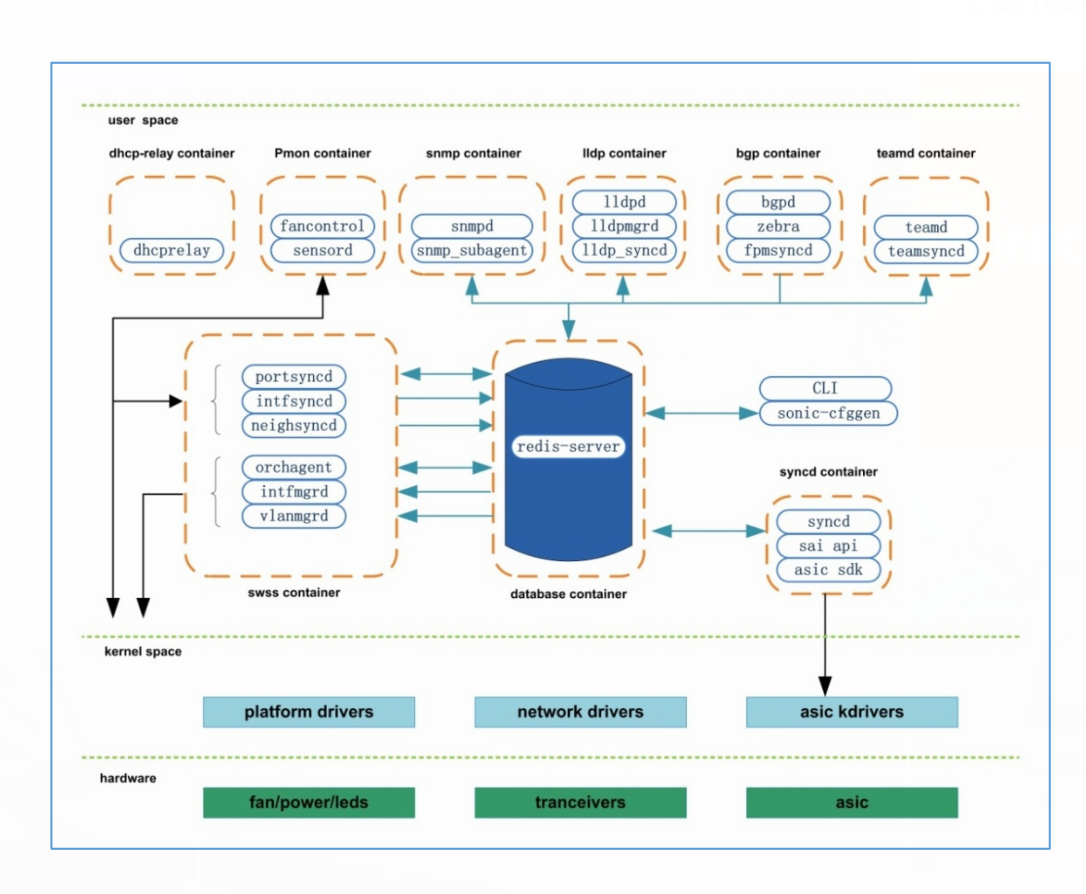 user space
dhcp-relay container
Pmon container
snmp container
lldp container
bgp container
teamd container
dhcprelay
fancontrol
sensord
snmpd
snmp_subagent
lldpd
lldpmgrd
lldp_syncd
bgpd
zebra
fpmsyncd
teamd
teamsyncd
portsyncd
intfsyncd
neighsyncd
orchagent
intfmgrd
vlanmgrd
swss container
redis-server
database container
CLI
sonic-cfggen
syncd container
syncd
sai api
asic sdk
kernel space
platform drivers
network drivers
asic kdrivers
hardware
fan/power/leds
tranceivers
asic